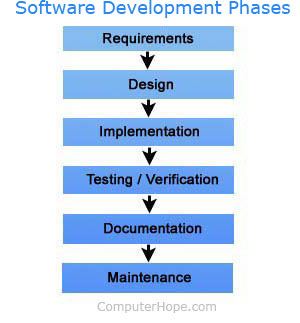 Software Development Phases
Requirements
Design
Implementation
Testing / Verification
Documentation
Maintenance
ComputerHope.com